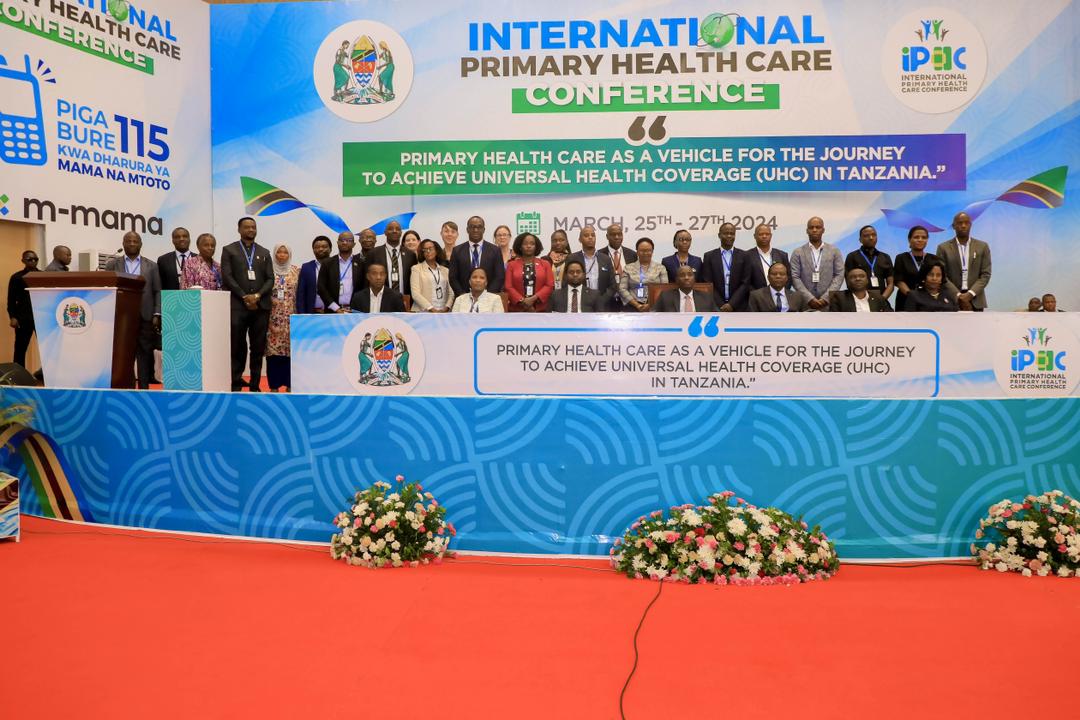 NATIONAL
PRIMARY HEALTH CARE
CONFERENCE
PIGA
BURE 115
KWA DHARURA YA
MAMA NA MTOTO
m-mama
INTERNATIONAL
PRIMARY HEALTH CARE
CONFERENCE
“
PRIMARY HEALTH CARE AS A VEHICLE FOR THE JOURNEY
TO ACHIEVE UNIVERSAL HEALTH COVERAGE (UHC) IN TANZANIA.”
MARCH, 25TH - 27TH 2024
iPHC
INTERNATIONAL
PRIMARY HEALTH
CARE CONFERENCE
“
PRIMARY HEALTH CARE AS A VEHICLE FOR THE JOURNEY
TO ACHIEVE UNIVERSAL HEALTH COVERAGE (UHC)
IN TANZANIA.”
iPHC
INTERNATIONAL
PRIMARY HEALTH
CARE CONFERENCE